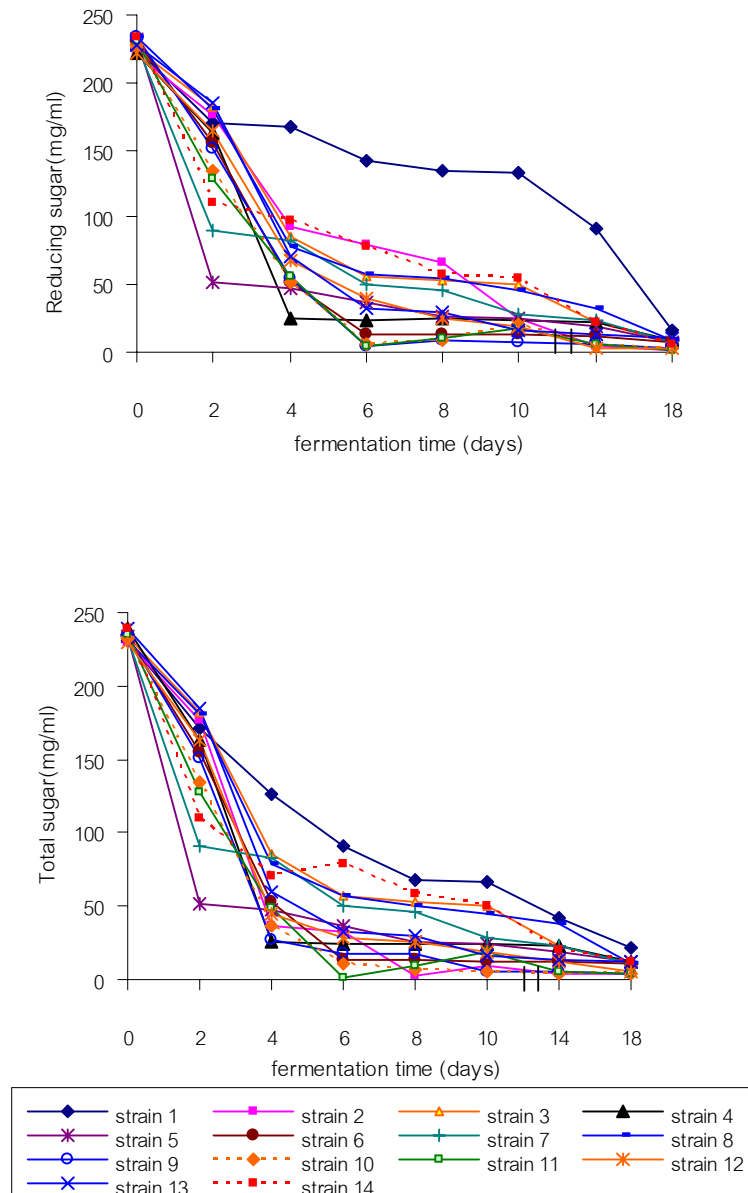 250
200
150
100
50
0
Reducing sugar(mg/ml)
0 2 4 6 8 10 14 18
fermentation time (days)
250
200
150
100
50
0
Total sugar(mg/ml)
0 2 4 6 8 10 14 18
fermentation time (days)
strain 1 strain 2 strain 3 strain 4
strain 5 strain 6 strain 7 strain 8
strain 9 strain 10 strain 11 strain 12
strain 13 strain 14